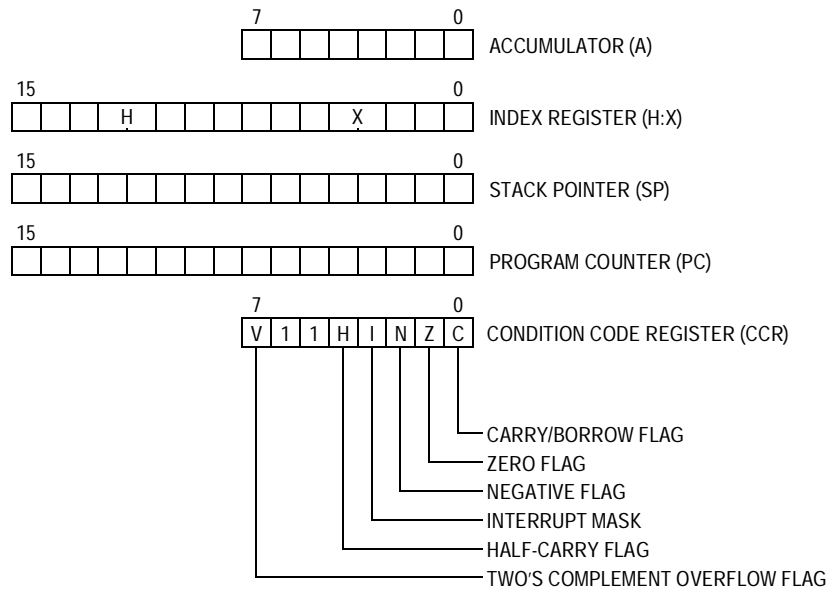 7 0
ACCUMULATOR (A)
15 0
H X INDEX REGISTER (H:X)
15 0
STACK POINTER (SP)
15 0
PROGRAM COUNTER (PC)
7 0
V 1 1 H I N Z C CONDITION CODE REGISTER (CCR)
CARRY/BORROW FLAG
ZERO FLAG
NEGATIVE FLAG
INTERRUPT MASK
HALF-CARRY FLAG
TWO'S COMPLEMENT OVERFLOW FLAG